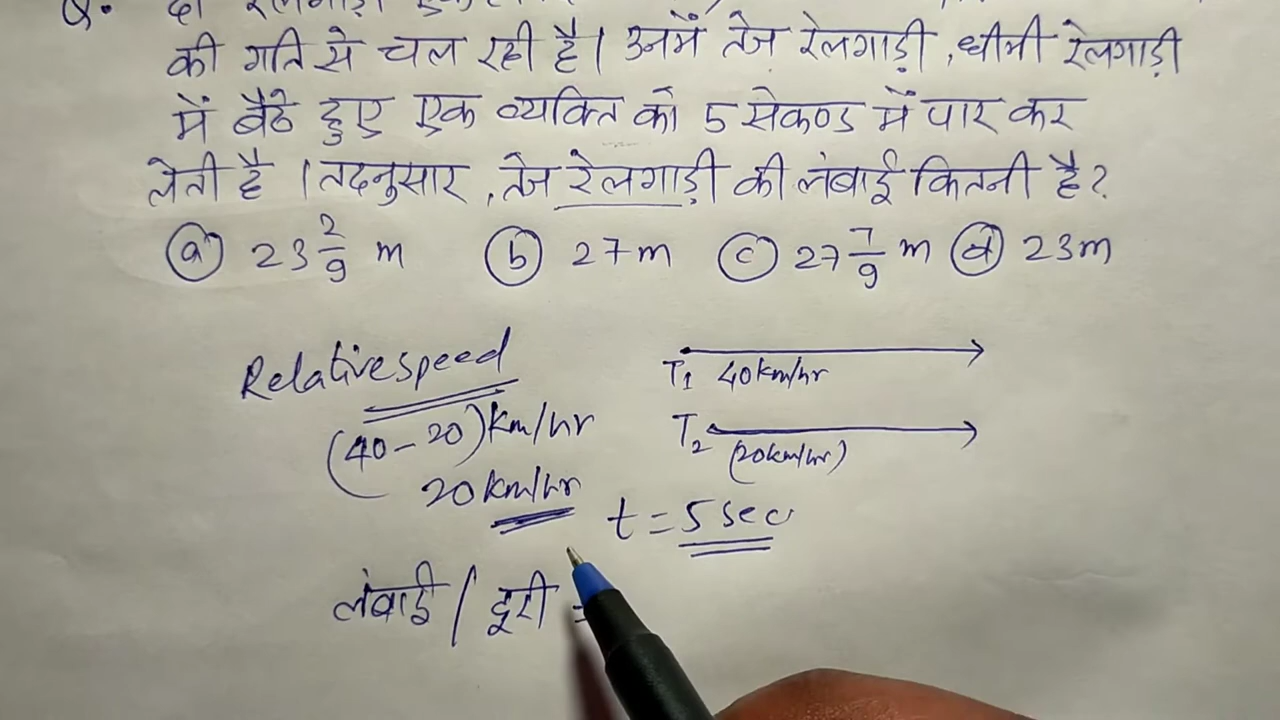 Q. दो रेलगाड़ी
की गति से चल रही है। उनमें तेज रेलगाड़ी, धीमी रेलगाड़ी
में बैठे हुए एक व्यक्ति को 5 सेकण्ड में पार कर
लेती है। तदनुसार, तेज रेलगाड़ी की लंबाई कितनी है?
(a) 23 2/9 m (b) 27m (c) 27 7/9 m (d) 23m
Relative speed
(40-20) km/hr
20 km/hr
T1 40km/hr
T2 (20km/hr)
t = 5 sec
लंबाई / दूरी =